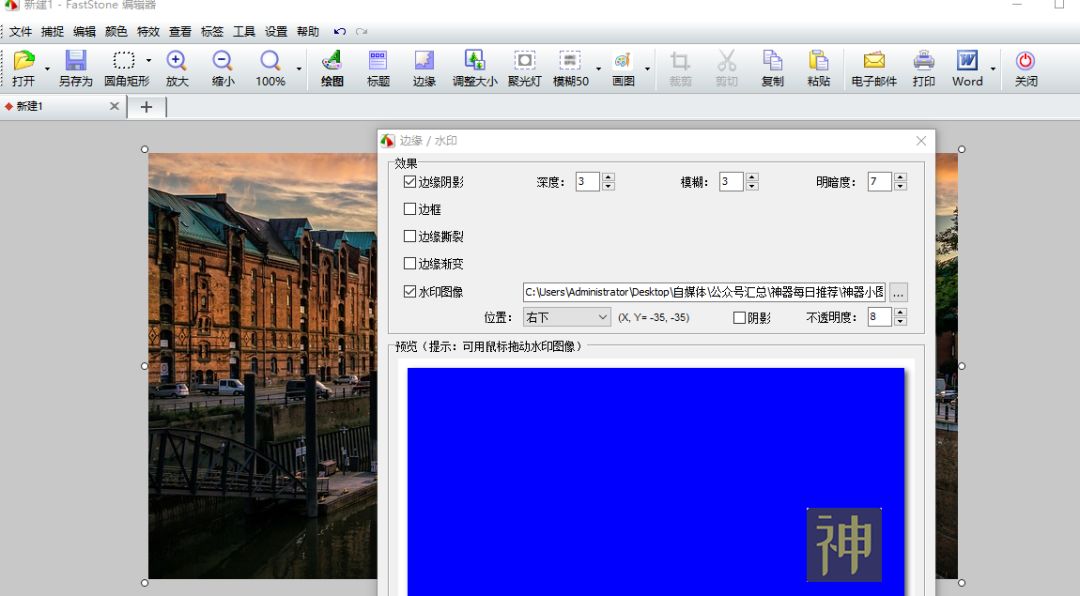 新建1 - FastStone 编辑器
文件 捕捉 编辑 颜色 特效 查看 标签 工具 设置 帮助
打开 另存为 圆角矩形 放大 缩小 100% 绘图 标题 边缘 调整大小 聚光灯 模糊50 画图 裁剪 剪切 复制 粘贴 电子邮件 打印 Word 关闭
新建1
边缘 / 水印
效果
边缘阴影 深度: 3 模糊: 3 明暗度: 7
边框
边缘撕裂
边缘渐变
水印图像 C:\Users\Administrator\Desktop\自媒体\公众号汇总\神器每日推荐\神器小图 ...
位置: 右下 (X, Y= -35, -35) 阴影 不透明度: 8
预览 (提示: 可用鼠标拖动水印图像)
神